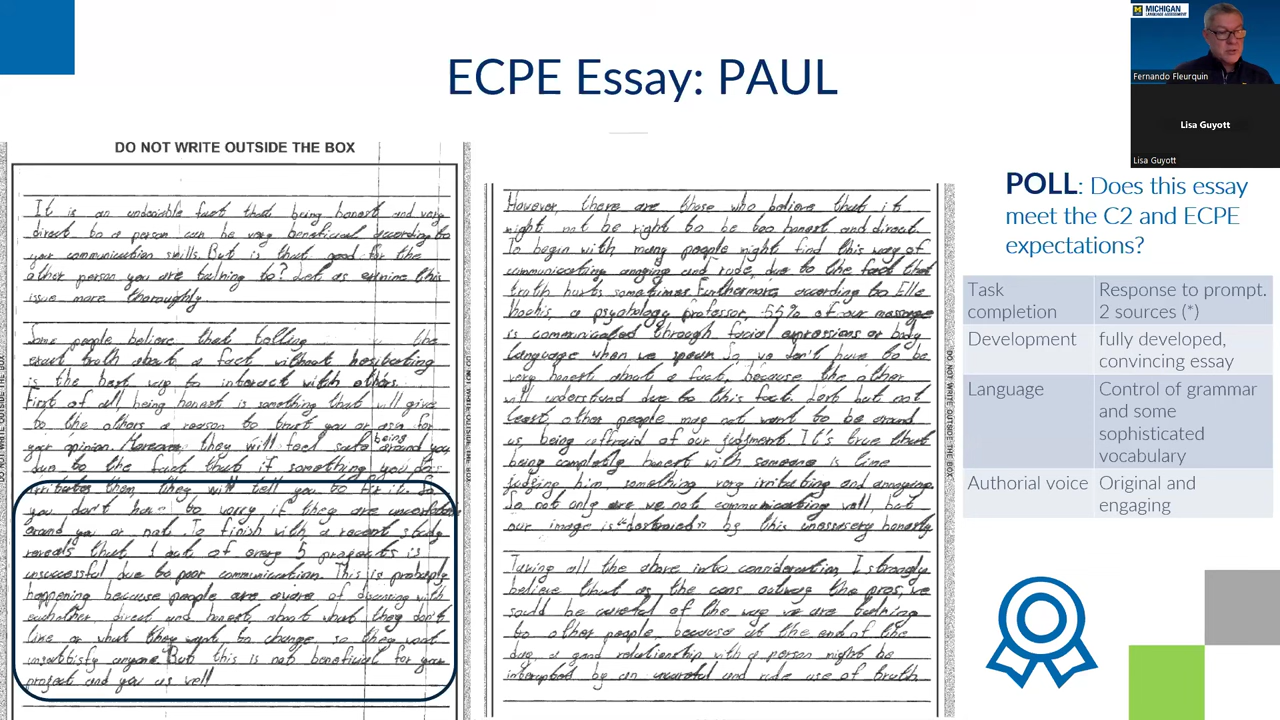 ECPE Essay: PAUL
MICHIGAN
LANGUAGE ASSESSMENT
Fernando Fleurquin
Lisa Guyott
Lisa Guyott
DO NOT WRITE OUTSIDE THE BOX
It is an undeniable fact that being honest and very
direct to a person can be very beneficial according to
your communication skills. But is that good for the
other person you are talking to? Let as exmine this
issue more thoroughly
Some people believe that telling the
exact truth about a fact without hesitating
is the best way to interact with others.
First of all being honest is something that will give
to the others a reason to trust you or ask for
your opinion. Moreover, they will feel safe being around you
due to the fact that if something you
irritates them, they will tell you to fix it. So
you don't have to worry if they are
around you or not. To finish with, a recent study
reveals that 1 out of every 5 projects is
unsuccessful due to poor communication. This is probaply
happening because people are of with
eachother direct and honest, about what they don't
like or what they want to change, so they
anyone. But this is not beneficial for your
project and you as well
However, there are those who believe that it
might not be right to be too honest and direct.
To begin with many people might find this way of
communicating annoying and rude, due to the fact that
truth hurts sometimes. Furthermore, according to Elle
a psychology professor, 55% of our massage
is communicated through facial expressions or body
language when we speak. So, we don't have to be
very honest about a fact, because the other
will understand due to this fact. Last but not
least, other people may not want to be around
us, being affraid of our judgment. It's true that
being completely honest with someone is like
judging him, something very irritating and annoying.
So not only are we not communicating well, but
our image is by this honesty
Taking all the above into consideration, I strongly
believe that as the cons outway the pros, we
sould be careful of the way we are talking
to other people, because at the end of the
day, a good relationship with a person might be
by an and rude use of truth
DO NOT WRITE OUTSIDE THE BOX
POLL: Does this essay
meet the C2 and ECPE
expectations?
Task completion
Response to prompt.
2 sources (*)
Development
fully developed,
convincing essay
Language
Control of grammar
and some
sophisticated
vocabulary
Authorial voice
Original and
engaging